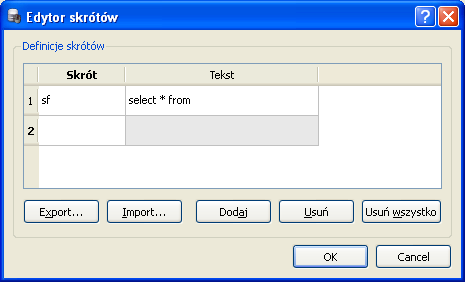 Edytor skrótów
Definicje skrótów
Skrót Tekst
1 sf select * from
2
Export... Import... Dodaj Usuń Usuń wszystko
OK Cancel